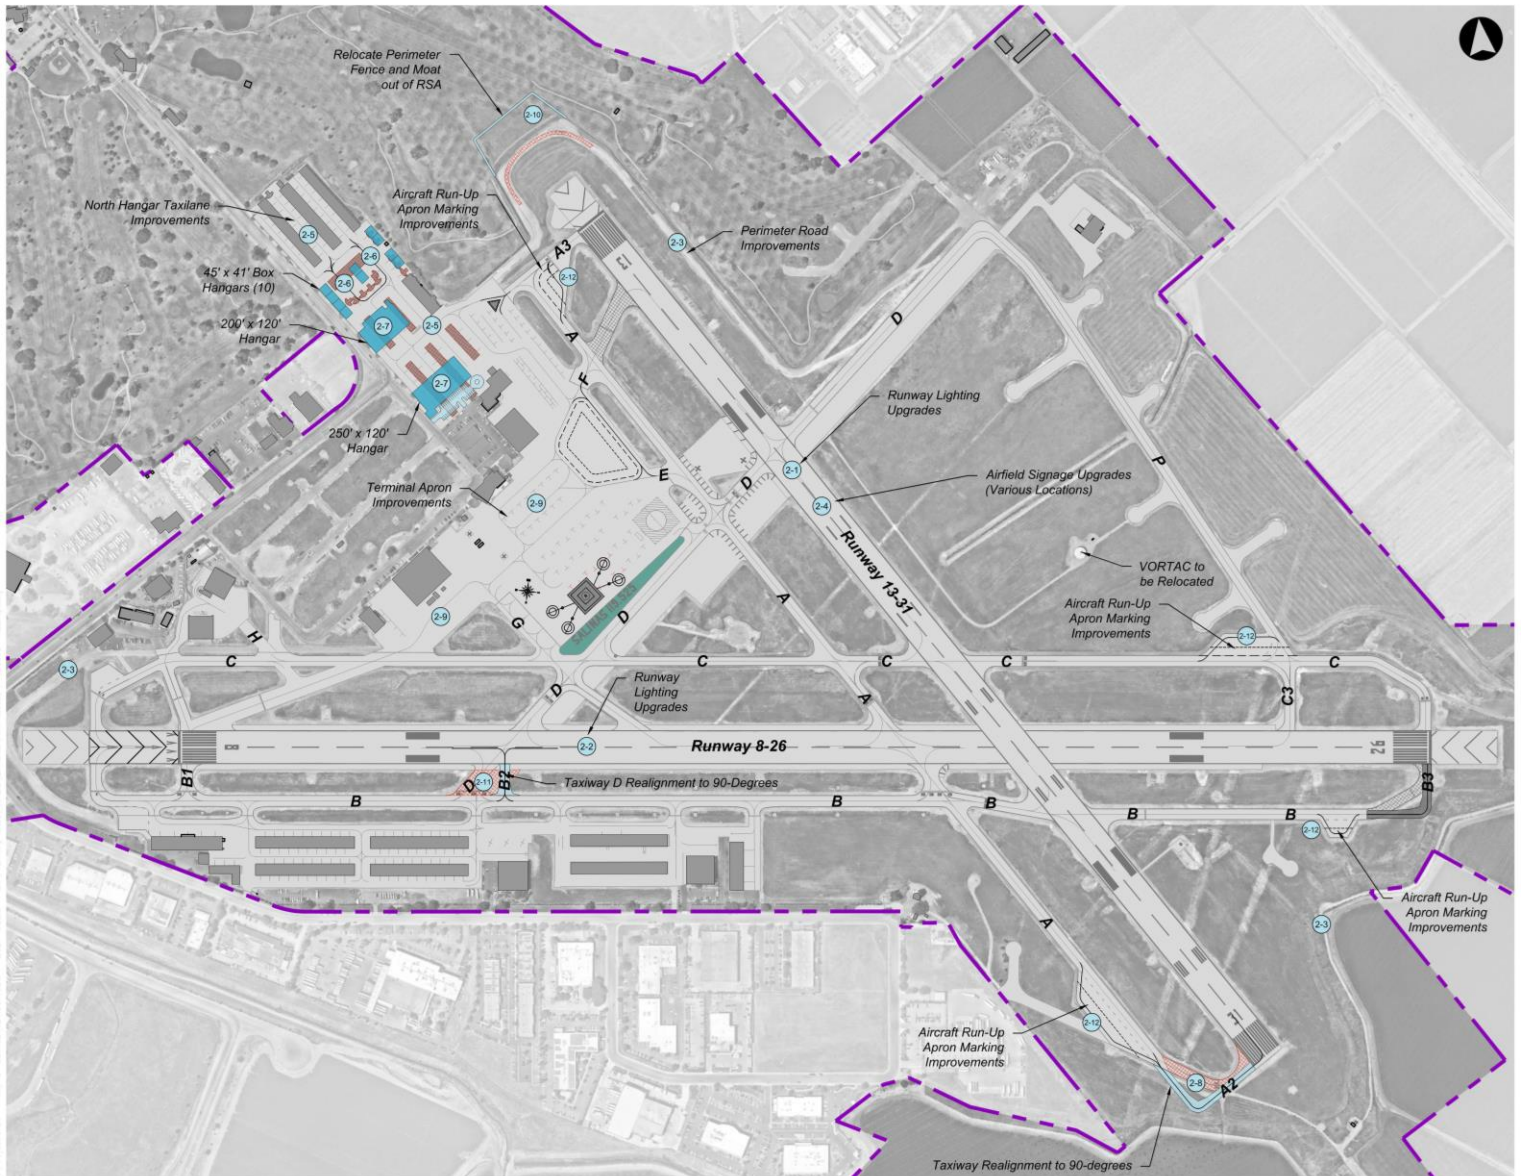 Relocate Perimeter
Fence and Moat
out of RSA
2-10
Aircraft Run-Up
Apron Marking
Improvements
North Hangar Taxilane
Improvements
2-5
2-6
2-6
45' x 41' Box
Hangars (10)
2-7
2-5
200' x 120'
Hangar
2-7
250' x 120'
Hangar
A3
2-12
A
F
13
2-3
Perimeter Road
Improvements
D
Runway Lighting
Upgrades
2-1
Airfield Signage Upgrades
(Various Locations)
2-4
P
E
D
Terminal Apron
Improvements
2-9
Runway 13-31
VORTAC to
be Relocated
Aircraft Run-Up
Apron Marking
Improvements
2-12
2-9
G
SALINAS
D
A
H
C
C
C
C
C
2-3
D
Runway
Lighting
Upgrades
A
C3
8
2-2
Runway 8-26
26
B1
D
2-11
B2
Taxiway D Realignment to 90-Degrees
B3
B
B
B
B
B
2-12
Aircraft Run-Up
Apron Marking
Improvements
2-3
A
2-12
Aircraft Run-Up
Apron Marking
Improvements
31
2-8
A2
Taxiway Realignment to 90-degrees